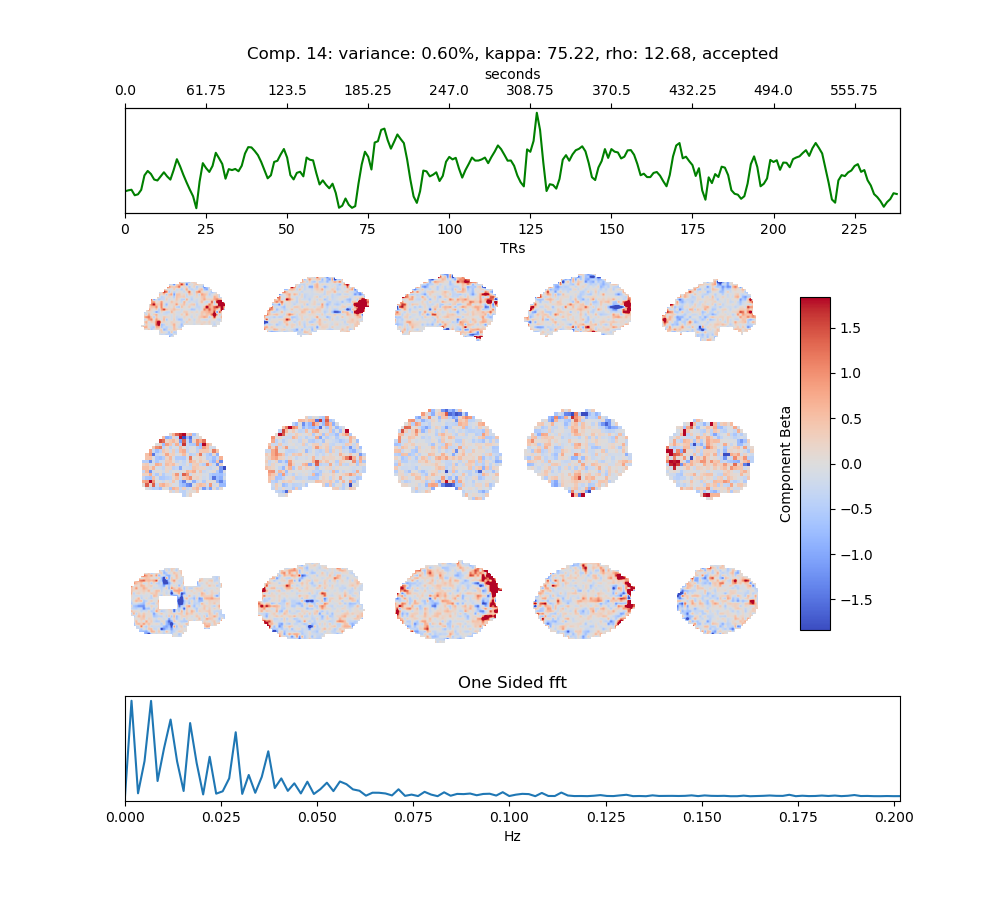 Comp. 14: variance: 0.60%, kappa: 75.22, rho: 12.68, accepted
seconds
0.0 61.75 123.5 185.25 247.0 308.75 370.5 432.25 494.0 555.75
0 25 50 75 100 125 150 175 200 225
TRs
1.5
1.0
0.5
0.0
−0.5
−1.0
−1.5
Component Beta
One Sided fft
0.000 0.025 0.050 0.075 0.100 0.125 0.150 0.175 0.200
Hz